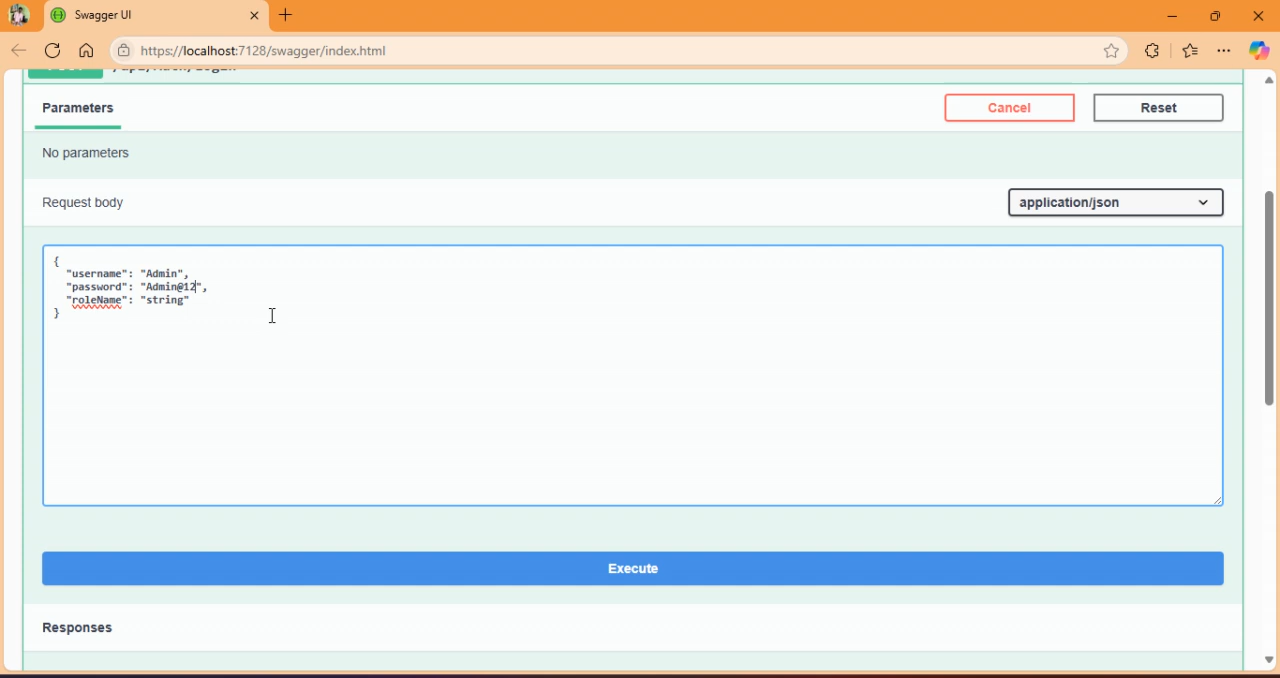 Swagger UI
https://localhost:7128/swagger/index.html
Parameters
Cancel
Reset
No parameters
Request body
application/json
{
"username": "Admin",
"password": "Admin@12",
"roleName": "string"
}
Execute
Responses